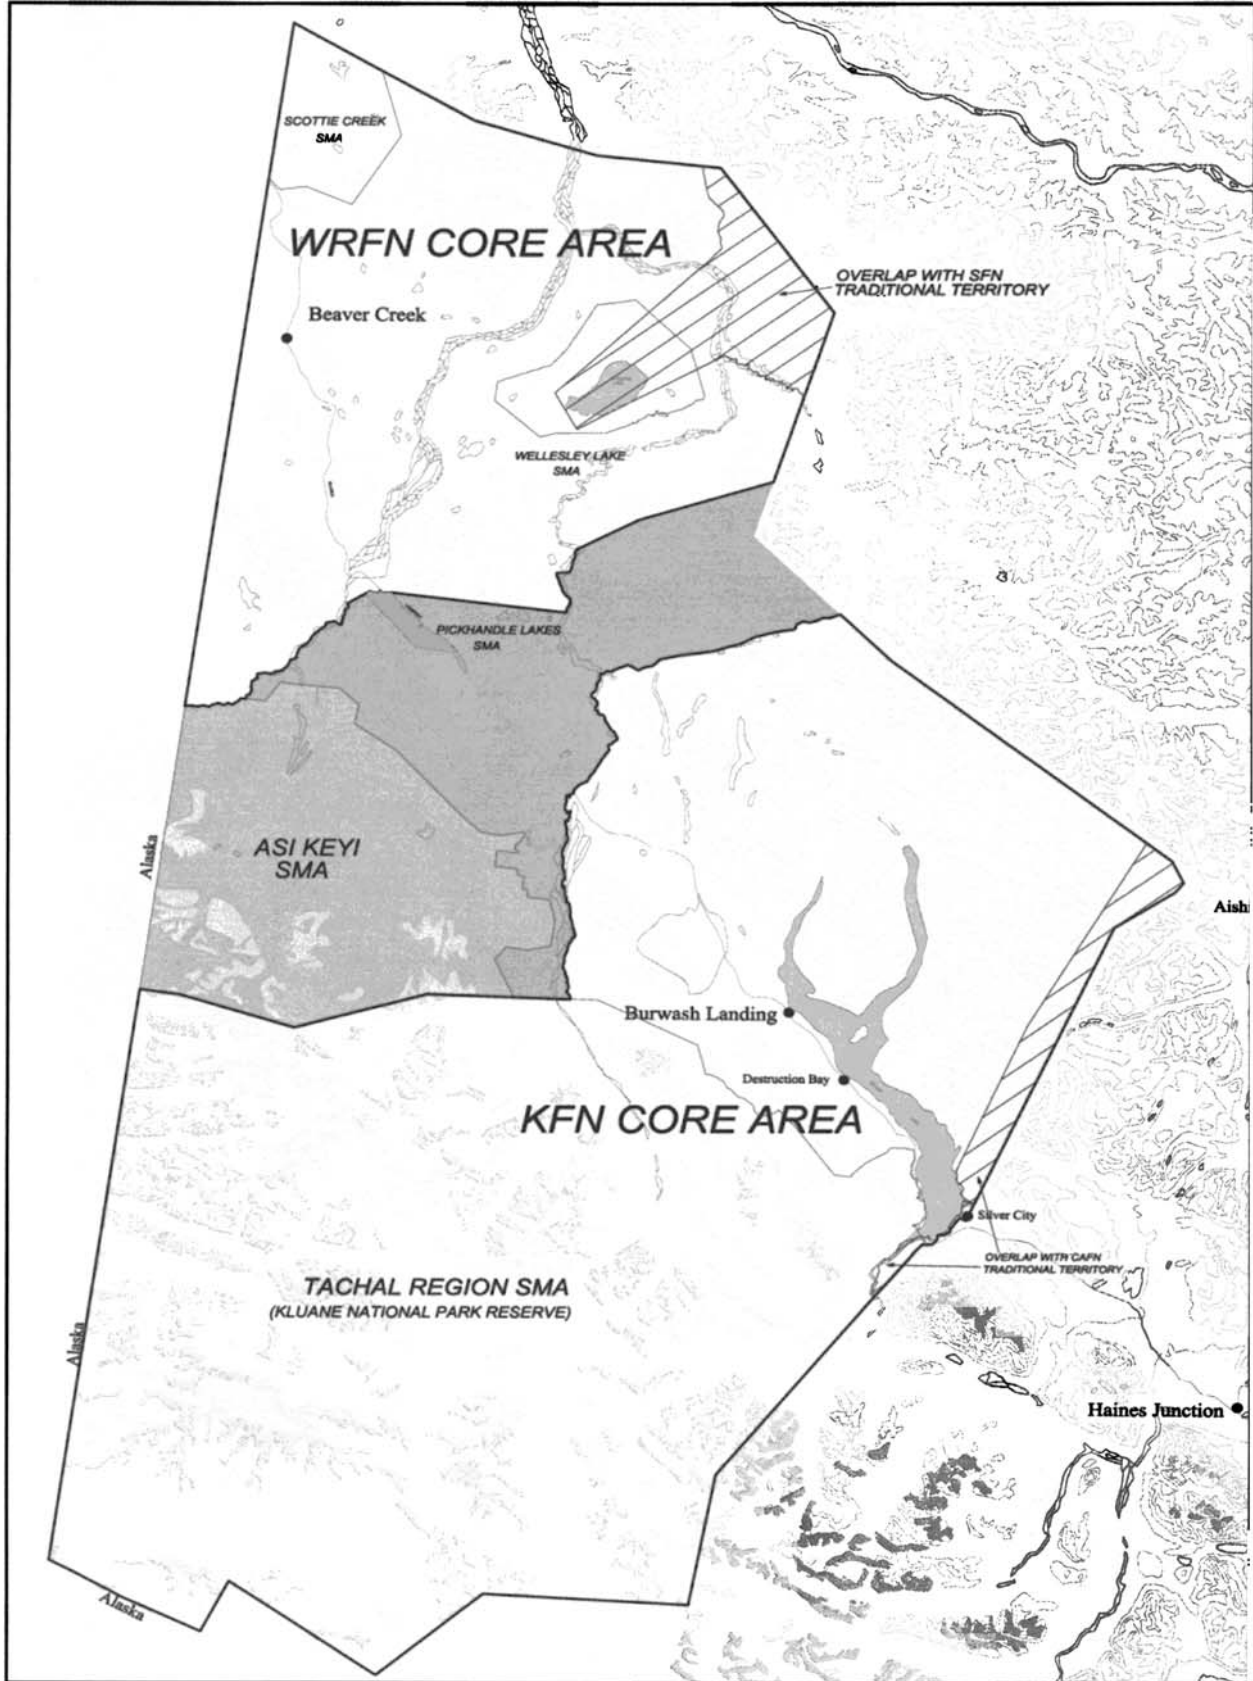 SCOTTIE CREEK
SMA
WRFN CORE AREA
OVERLAP WITH SFN
TRADITIONAL TERRITORY
Beaver Creek
WELLESLEY LAKE
SMA
PICKHANDLE LAKES
SMA
ASI KEYI
SMA
Alaska
Aish
Burwash Landing
Destruction Bay
KFN CORE AREA
Silver City
OVERLAP WITH CAFN
TRADITIONAL TERRITORY
TACHAL REGION SMA
(KLUANE NATIONAL PARK RESERVE)
Alaska
Haines Junction
Alaska